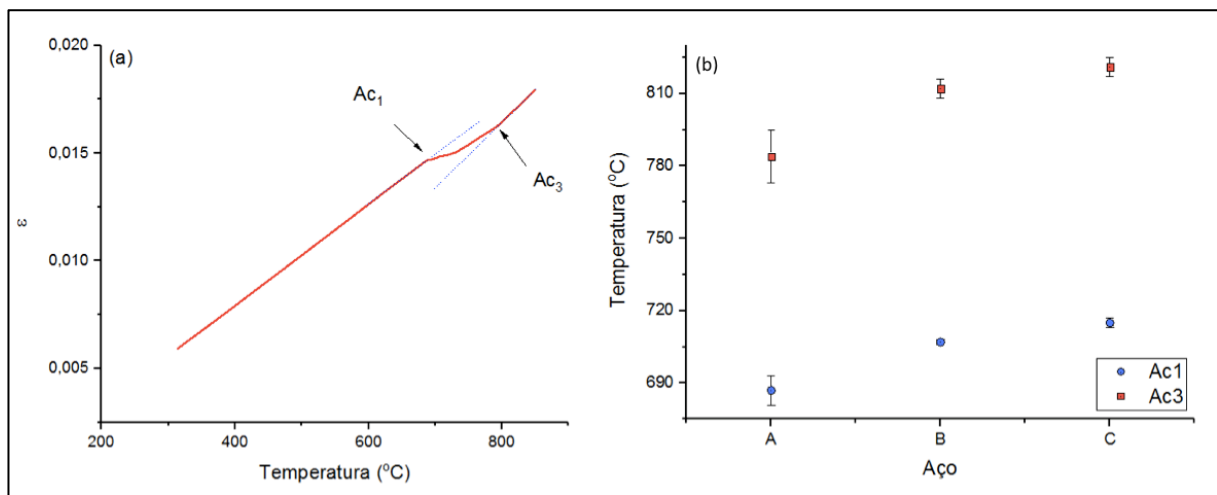 (a)
0,020
0,015
0,010
0,005
ε
Ac₁
Ac₃
200
400
600
800
Temperatura (°C)
(b)
810
780
750
720
690
Temperatura (°C)
Ac1
Ac3
A
B
C
Aço